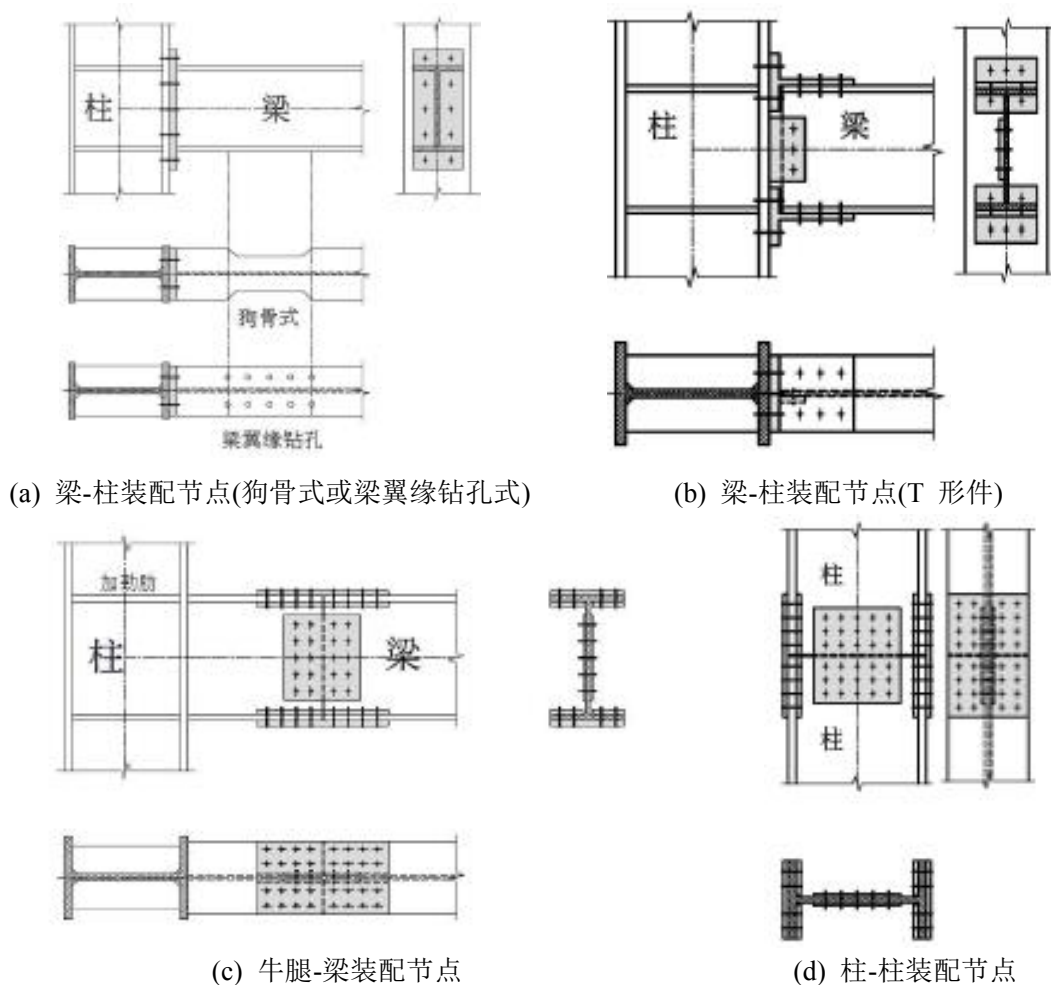 柱
梁
狗骨式
梁翼缘钻孔
(a) 梁-柱装配节点(狗骨式或梁翼缘钻孔式)
柱
梁
(b) 梁-柱装配节点(T 形件)
加劲肋
柱
梁
(c) 牛腿-梁装配节点
柱
柱
(d) 柱-柱装配节点